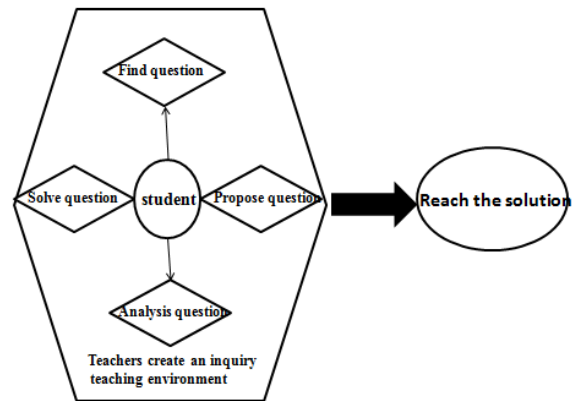 Find question
Solve question
student
Propose question
Reach the solution
Analysis question
Teachers create an inquiry
teaching environment